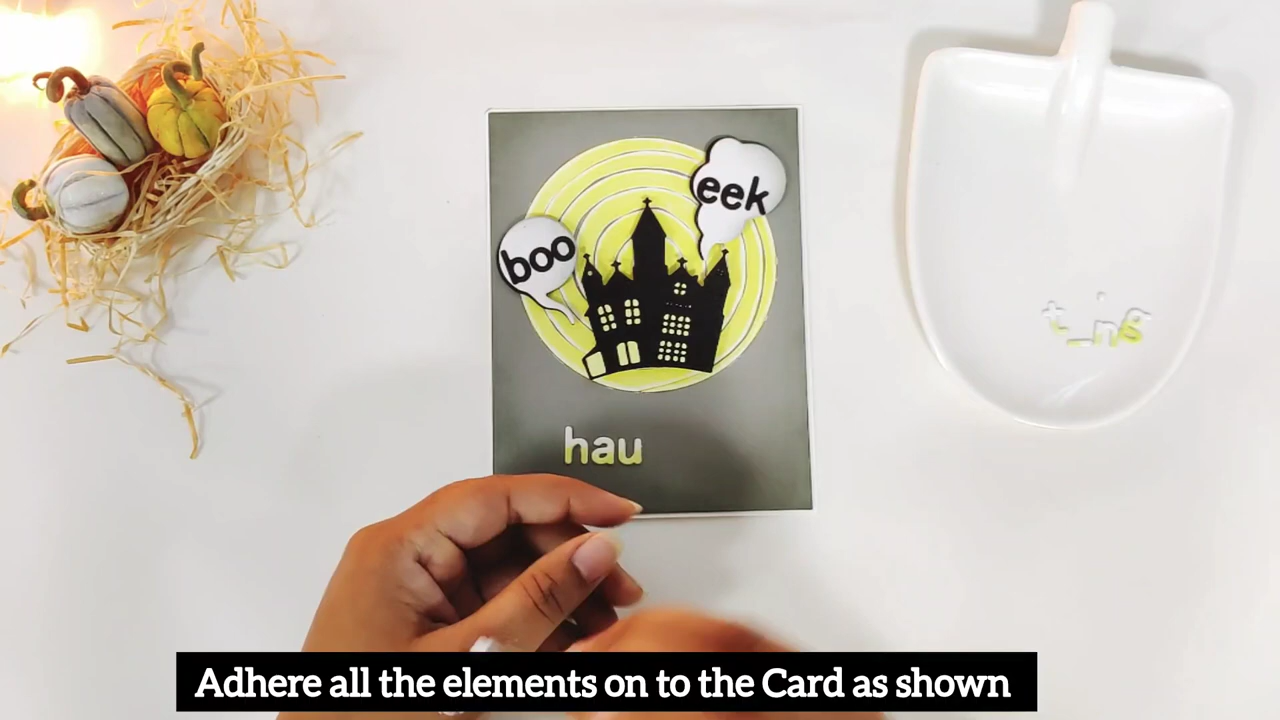 eek
boo
hau
Adhere all the elements on to the Card as shown